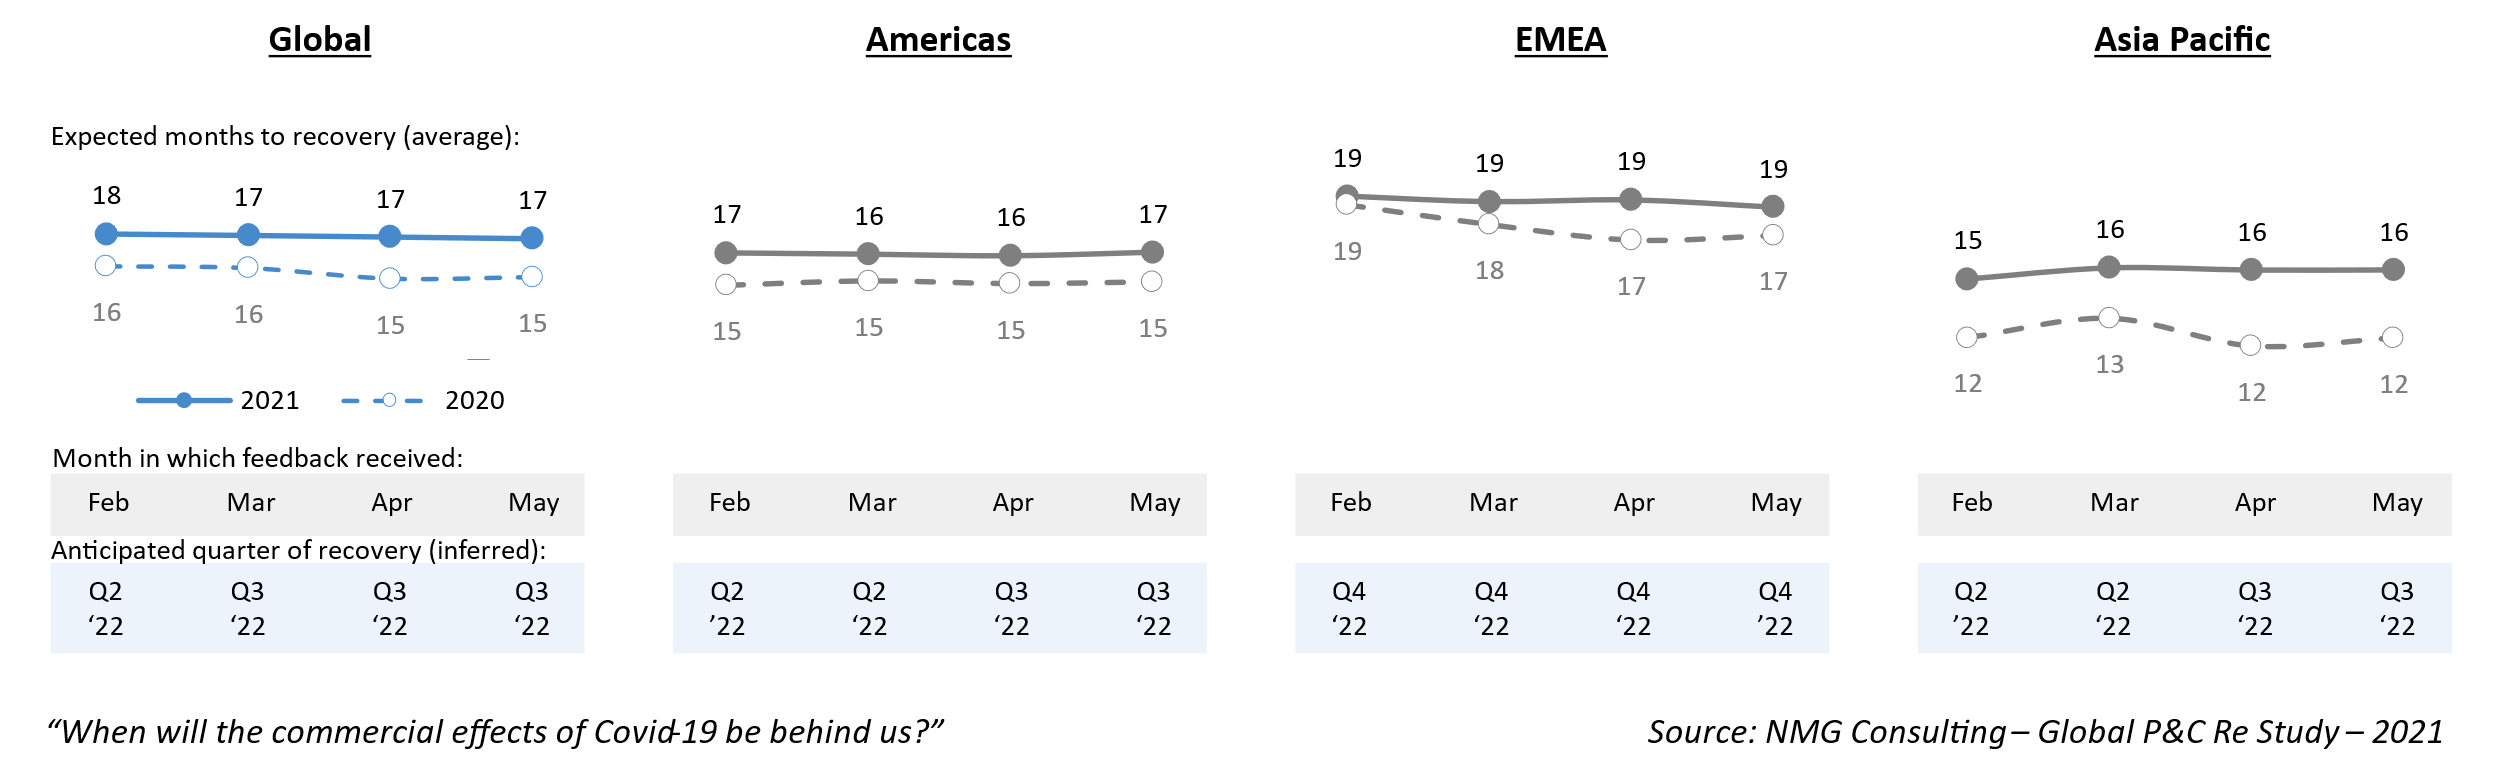 Global
Americas
EMEA
Asia Pacific
Expected months to recovery (average):
18 17 17 17
16 16 15 15
17 16 16 17
15 15 15 15
19 19 19 19
19 18 17 17
15 16 16 16
12 13 12 12
2021 2020
Month in which feedback received:
Feb Mar Apr May
Feb Mar Apr May
Feb Mar Apr May
Feb Mar Apr May
Anticipated quarter of recovery (inferred):
Q2 Q3 Q3 Q3
‘22 ‘22 ‘22 ‘22
Q2 Q2 Q3 Q3
’22 ‘22 ‘22 ‘22
Q4 Q4 Q4 Q4
‘22 ‘22 ‘22 ’22
Q2 Q2 Q3 Q3
’22 ‘22 ‘22 ‘22
“When will the commercial effects of Covid-19 be behind us?”
Source: NMG Consulting – Global P&C Re Study – 2021